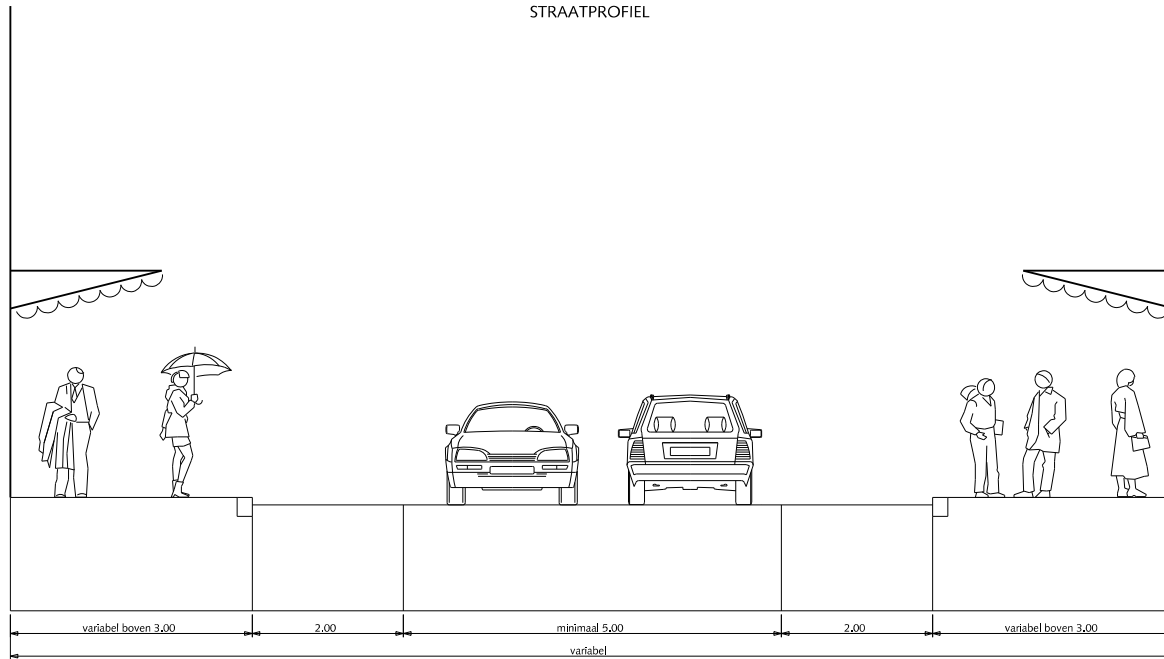 STRAATPROFIEL
variabel boven 3.00
2.00
minimaal 5.00
2.00
variabel boven 3.00
variabel